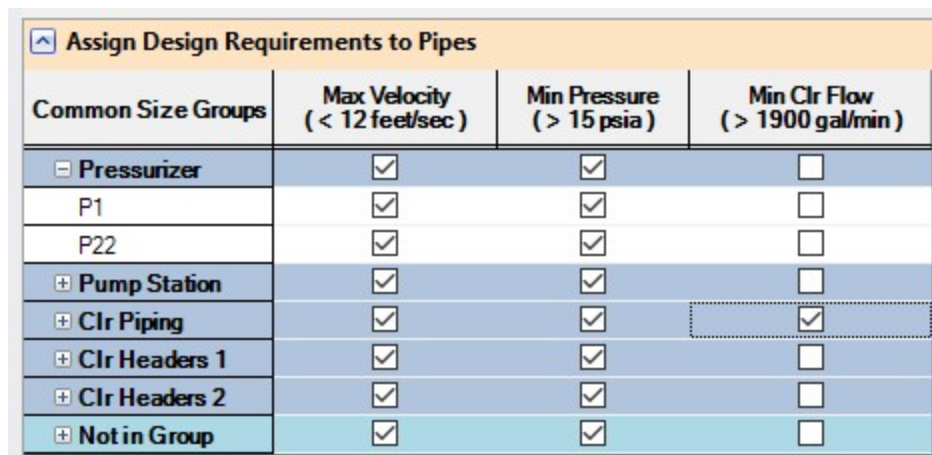 Assign Design Requirements to Pipes
Common Size Groups
Max Velocity
( < 12 feet/sec )
Min Pressure
( > 15 psia )
Min Clr Flow
( > 1900 gal/min )
Pressurizer
P1
P22
Pump Station
Clr Piping
Clr Headers 1
Clr Headers 2
Not in Group